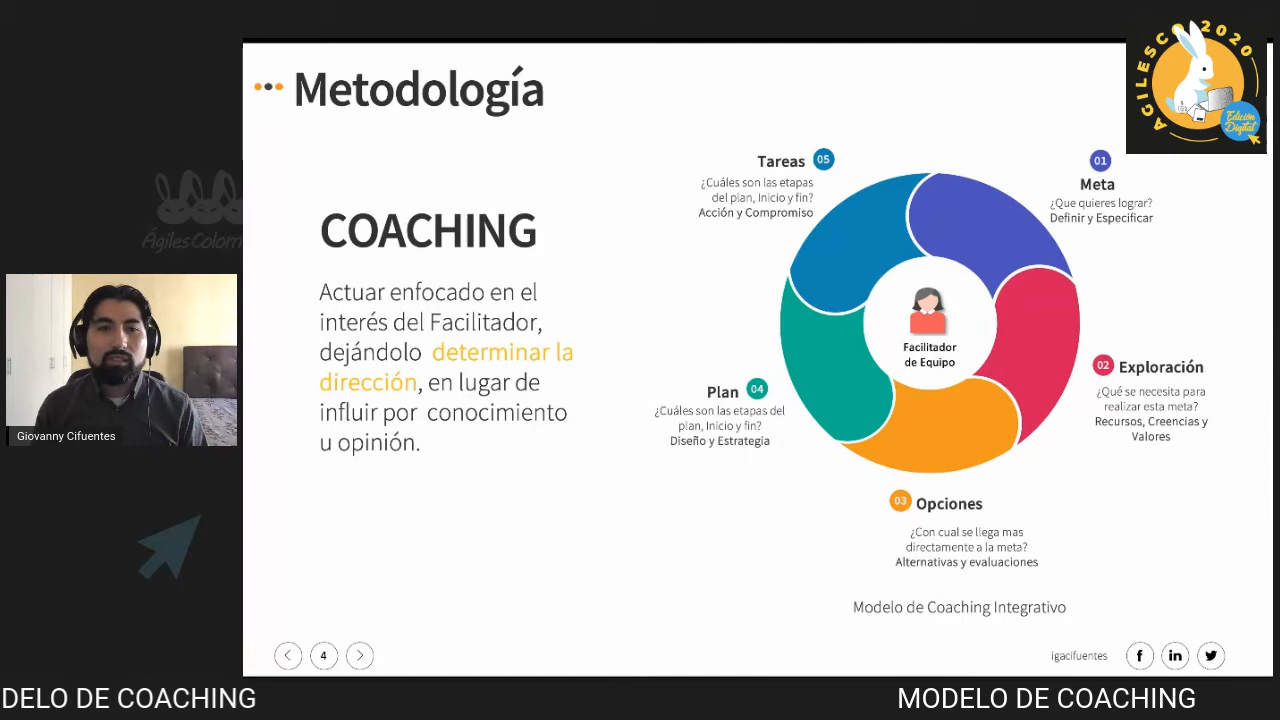 Metodología
AGILESCO 2020
Edición
Digital
ÁgilesColom
COACHING
Actuar enfocado en el
interés del Facilitador,
dejándolo determinar la
dirección, en lugar de
influir por conocimiento
u opinión.
Giovanny Cifuentes
01
Meta
¿Que quieres lograr?
Definir y Especificar
02 Exploración
¿Qué se necesita para
realizar esta meta?
Recursos, Creencias y
Valores
03 Opciones
¿Con cual se llega mas
directamente a la meta?
Alternativas y evaluaciones
Plan 04
¿Cuáles son las etapas del
plan, Inicio y fin?
Diseño y Estrategia
Tareas 05
¿Cuáles son las etapas
del plan, Inicio y fin?
Acción y Compromiso
Facilitador
de Equipo
Modelo de Coaching Integrativo
4
igacifuentes
DELO DE COACHING
MODELO DE COACHING